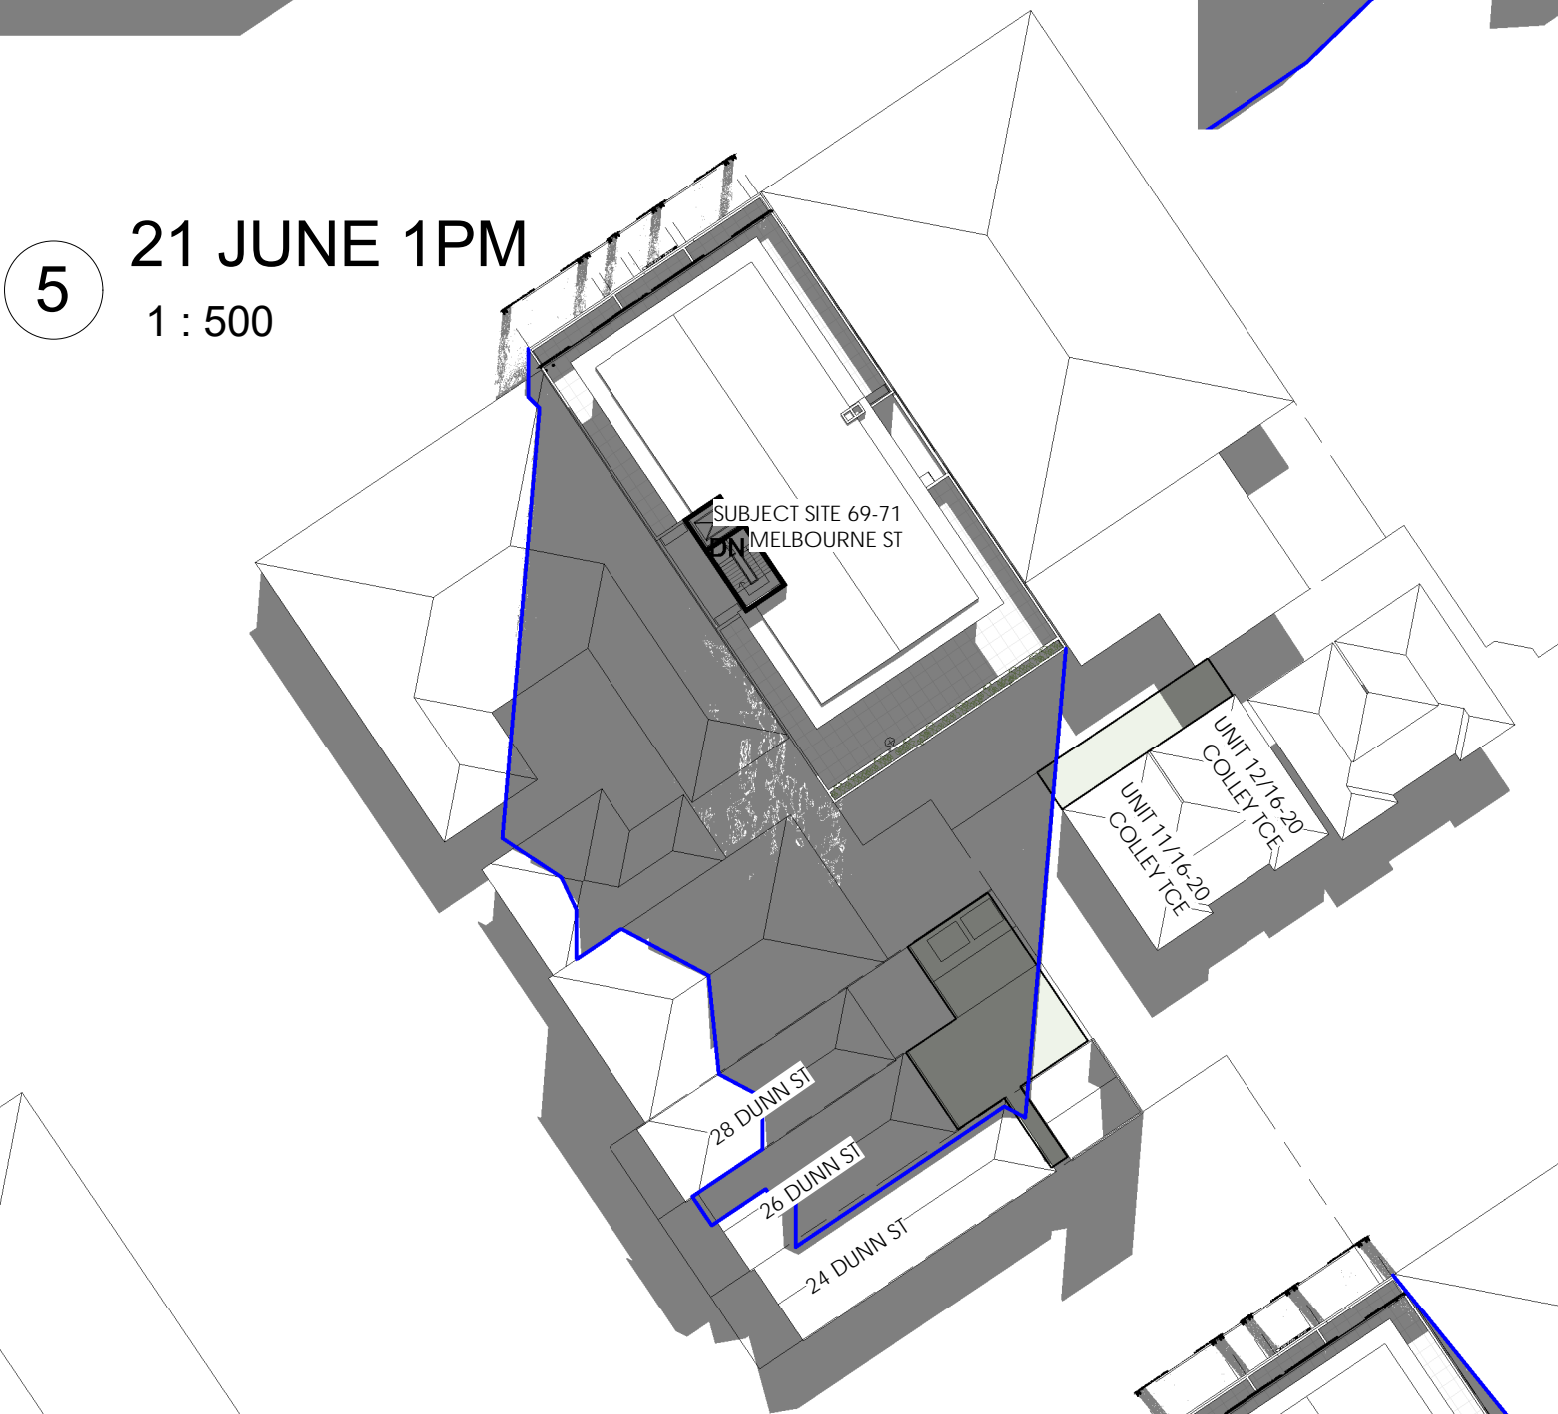 5
21 JUNE 1PM
1 : 500
SUBJECT SITE 69-71
MELBOURNE ST
DN
UNIT 12/16-20
COLLEY TCE
UNIT 11/16-20
COLLEY TCE
28 DUNN ST
26 DUNN ST
24 DUNN ST